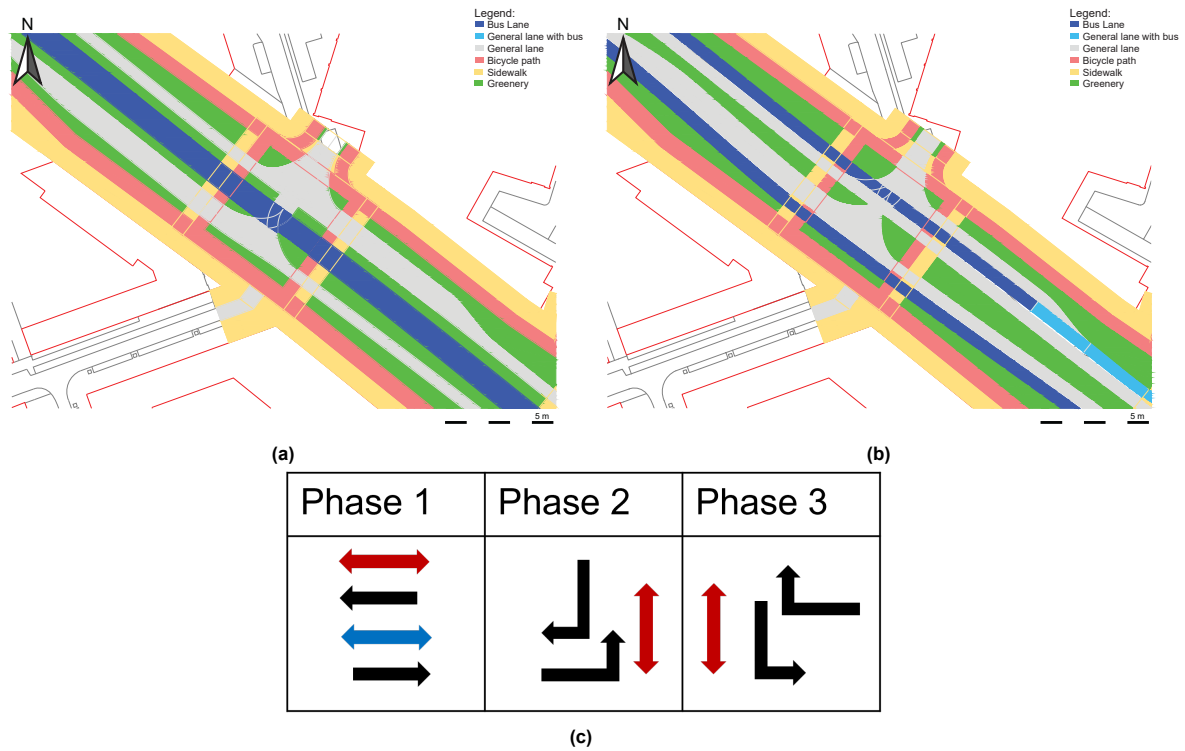 N
Legend:
Bus Lane
General lane with bus
General lane
Bicycle path
Sidewalk
Greenery
5 m
(a)
N
Legend:
Bus Lane
General lane with bus
General lane
Bicycle path
Sidewalk
Greenery
5 m
(b)
Phase 1 Phase 2 Phase 3
(c)